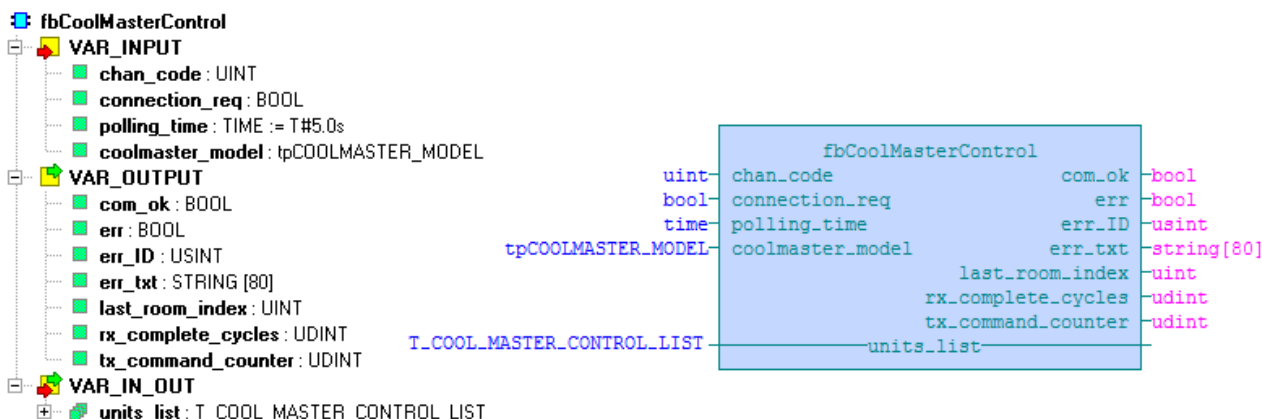 fbCoolMasterControl
VAR_INPUT
chan_code : UINT
connection_req : BOOL
polling_time : TIME := T#5.0s
coolmaster_model : tpCOOLMASTER_MODEL
VAR_OUTPUT
com_ok : BOOL
err : BOOL
err_ID : USINT
err_txt : STRING [80]
last_room_index : UINT
rx_complete_cycles : UDINT
tx_command_counter : UDINT
VAR_IN_OUT
units_list : T_COOL_MASTER_CONTROL_LIST
fbCoolMasterControl
uint chan_code com_ok bool
bool connection_req err bool
time polling_time err_ID usint
tpCOOLMASTER_MODEL coolmaster_model err_txt string[80]
last_room_index uint
rx_complete_cycles udint
tx_command_counter udint
T_COOL_MASTER_CONTROL_LIST units_list